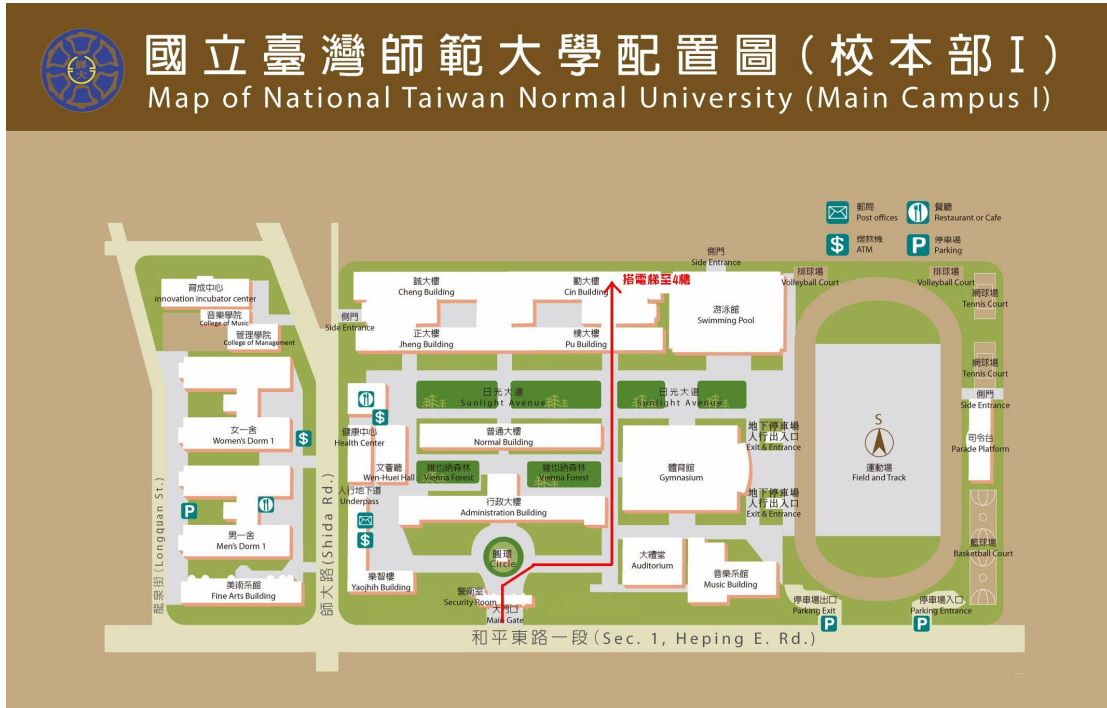 國立臺灣師範大學配置圖(校本部I)
Map of National Taiwan Normal University (Main Campus I)
師大
郵局
Post offices
餐廳
Restaurant or Cafe
提款機
ATM
停車場
Parking
側門
Side Entrance
育成中心
Innovation Incubator center
音樂學院
College of Music
管理學院
College of Management
側門
Side Entrance
誠大樓
Cheng Building
勤大樓
Cin Building
搭電梯至4樓
正大樓
Jheng Building
樸大樓
Pu Building
游泳館
Swimming Pool
排球場
Volleyball Court
排球場
Volleyball Court
網球場
Tennis Court
網球場
Tennis Court
側門
Side Entrance
日光大道
Sunlight Avenue
日光大道
Sunlight Avenue
女一舍
Women's Dorm 1
健康中心
Health Center
文薈廳
Wen-Huei Hall
普通大樓
Normal Building
維也納森林
Vienna Forest
維也納森林
Vienna Forest
體育館
Gymnasium
地下停車場
人行出入口
Exit & Entrance
地下停車場
人行出入口
Exit & Entrance
S
運動場
Field and Track
司令台
Parade Platform
人行地下道
Underpass
行政大樓
Administration Building
男一舍
Men's Dorm 1
圓環
Circle
大禮堂
Auditorium
音樂系館
Music Building
籃球場
Basketball Court
美術系館
Fine Arts Building
樂智樓
Yaojhih Building
警衛室
Security Room
大門口
Main Gate
停車場出口
Parking Exit
停車場入口
Parking Entrance
P
P
P
P
$
$
$
$
龍泉街(Longquan St.)
師大路(Shida Rd.)
和平東路一段(Sec. 1, Heping E. Rd.)